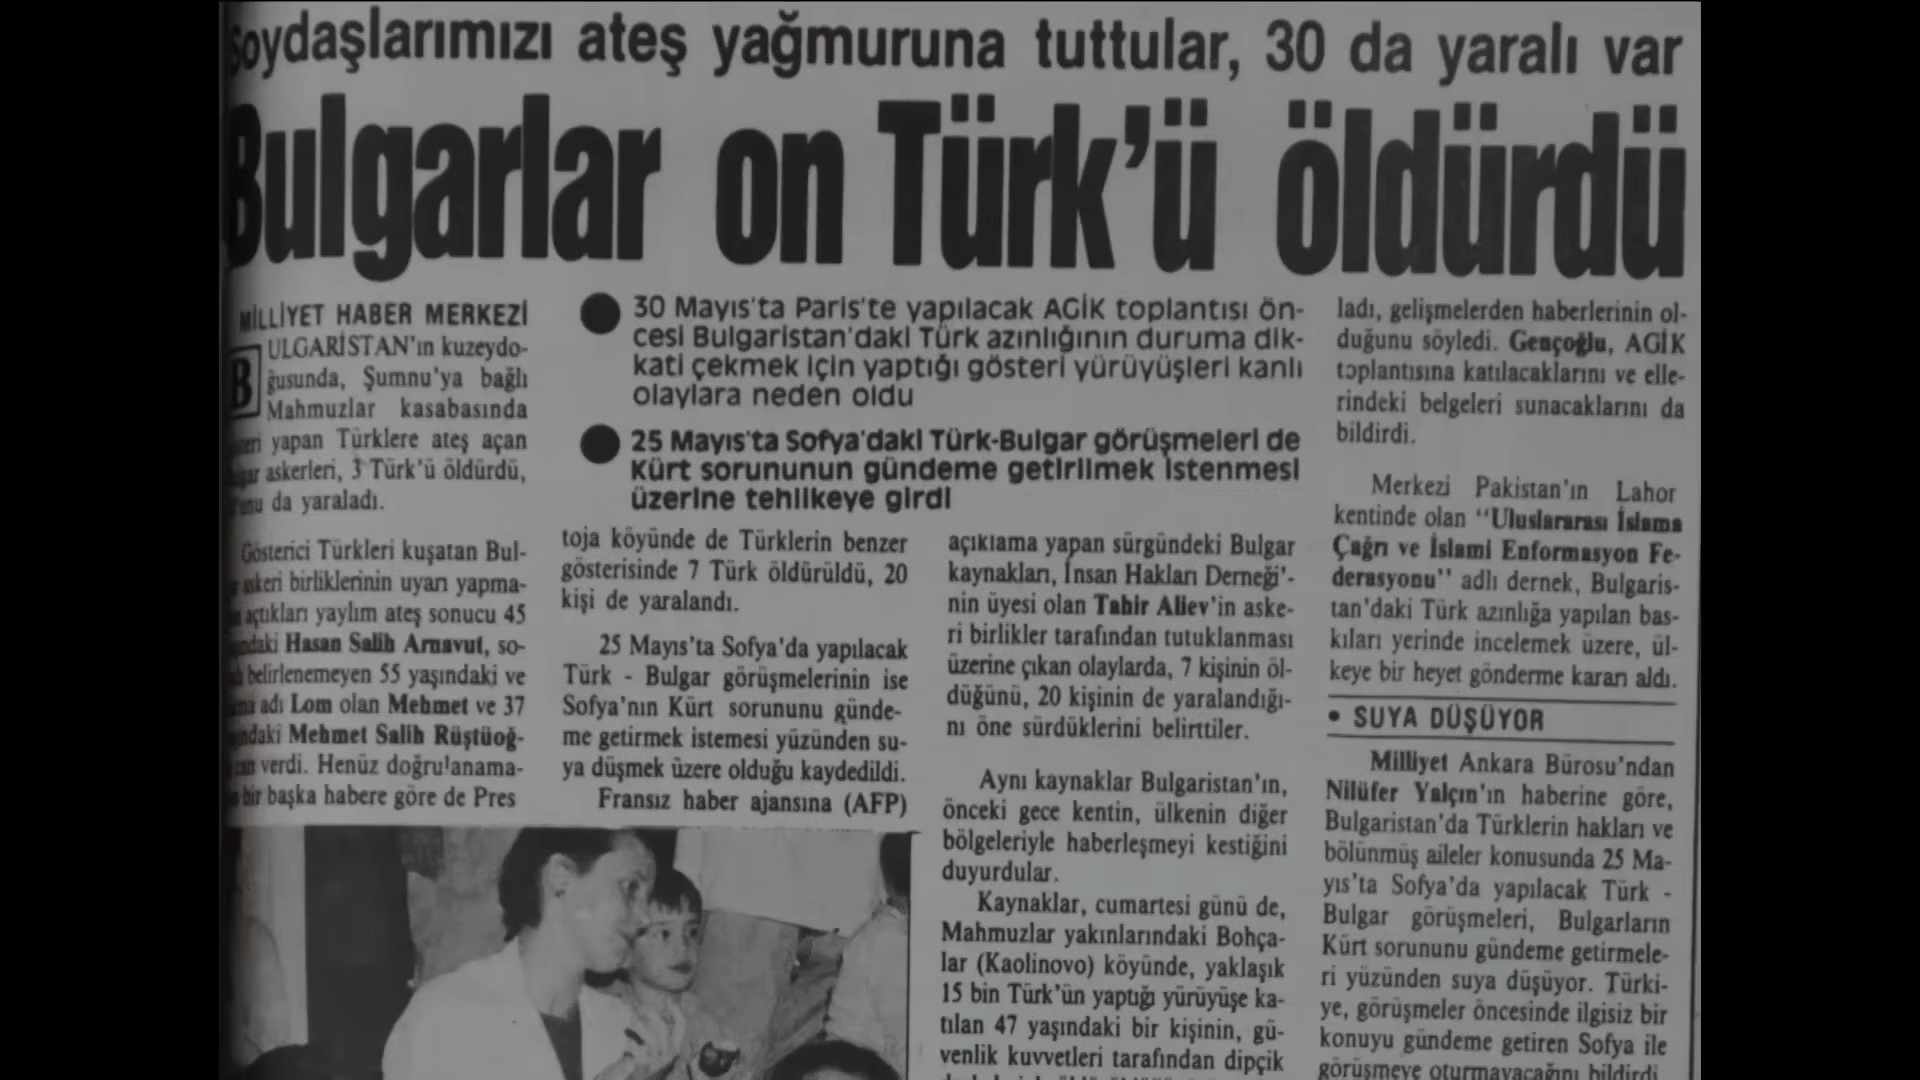 Soydaşlarımızı ateş yağmuruna tuttular, 30 da yaralı var
Bulgarlar on Türk'ü öldürdü
MİLLİYET HABER MERKEZİ
BULGARİSTAN'ın kuzeydo-
ğusunda, Şumnu'ya bağlı
Mahmuzlar kasabasında
yapan Türklere ateş açan
askerleri, 3 Türk'ü öldürdü,
da yaraladı.
Gösterici Türkleri kuşatan Bul-
askeri birliklerinin uyarı yapma-
açtıkları yaylım ateş sonucu 45
Hasan Salih Arnavut, so-
belirlenemeyen 55 yaşındaki ve
adı Lom olan Mehmet ve 37
Mehmet Salih Rüştüoğ-
verdi. Henüz doğrulanama-
bir başka habere göre de Pres
● 30 Mayıs'ta Paris'te yapılacak AGİK toplantısı ön-
cesi Bulgaristan'daki Türk azınlığının duruma dik-
kati çekmek için yaptığı gösteri yürüyüşleri kanlı
olaylara neden oldu
● 25 Mayıs'ta Sofya'daki Türk-Bulgar görüşmeleri de
Kürt sorununun gündeme getirilmek istenmesi
üzerine tehlikeye girdi
toja köyünde de Türklerin benzer
gösterisinde 7 Türk öldürüldü, 20
kişi de yaralandı.
25 Mayıs'ta Sofya'da yapılacak
Türk - Bulgar görüşmelerinin ise
Sofya'nın Kürt sorununu günde-
me getirmek istemesi yüzünden su-
ya düşmek üzere olduğu kaydedildi.
Fransız haber ajansına (AFP)
açıklama yapan sürgündeki Bulgar
kaynakları, İnsan Hakları Derneği'-
nin üyesi olan Tahir Aliev'in aske-
ri birlikler tarafından tutuklanması
üzerine çıkan olaylarda, 7 kişinin öl-
düğünü, 20 kişinin de yaralandığı-
nı öne sürdüklerini belirttiler.
Aynı kaynaklar Bulgaristan'ın,
önceki gece kentin, ülkenin diğer
bölgeleriyle haberleşmeyi kestiğini
duyurdular.
Kaynaklar, cumartesi günü de,
Mahmuzlar yakınlarındaki Bohça-
lar (Kaolinovo) köyünde, yaklaşık
15 bin Türk'ün yaptığı yürüyüşe ka-
tılan 47 yaşındaki bir kişinin, gü-
venlik kuvvetleri tarafından dipçik
ladı, gelişmelerden haberlerinin ol-
duğunu söyledi. Gençoğlu, AGİK
toplantısına katılacaklarını ve elle-
rindeki belgeleri sunacaklarını da
bildirdi.
Merkezi Pakistan'ın Lahor
kentinde olan "Uluslararası İslama
Çağrı ve İslami Enformasyon Fe-
derasyonu" adlı dernek, Bulgaris-
tan'daki Türk azınlığa yapılan bas-
kıları yerinde incelemek üzere, ül-
keye bir heyet gönderme kararı aldı.
• SUYA DÜŞÜYOR
Milliyet Ankara Bürosu'ndan
Nilüfer Yalçın'ın haberine göre,
Bulgaristan'da Türklerin hakları ve
bölünmüş aileler konusunda 25 Ma-
yıs'ta Sofya'da yapılacak Türk -
Bulgar görüşmeleri, Bulgarların
Kürt sorununu gündeme getirmele-
ri yüzünden suya düşüyor. Türki-
ye, görüşmeler öncesinde ilgisiz bir
konuyu gündeme getiren Sofya ile
görüşmeye oturmayacağını bildirdi.